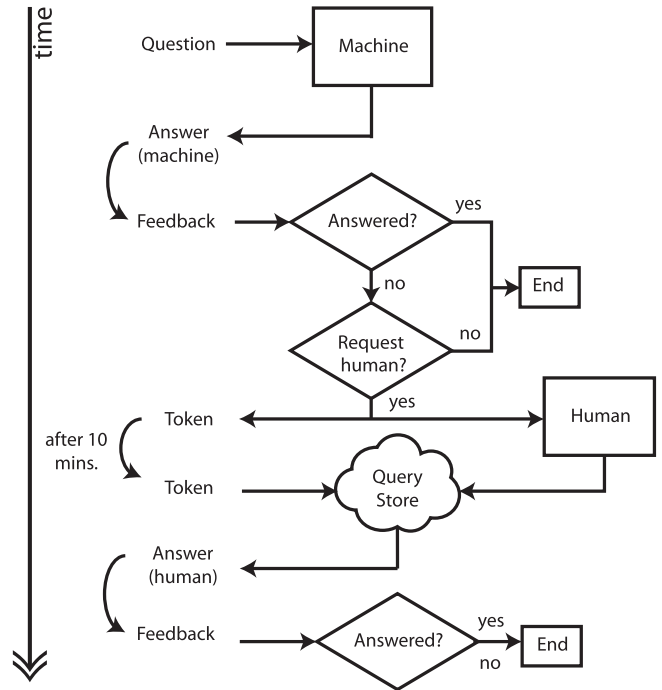 time
Question
Machine
Answer
(machine)
Feedback
Answered?
yes
no
End
Request
human?
no
yes
Token
Human
after 10
mins.
Token
Query
Store
Answer
(human)
Feedback
Answered?
yes
no
End